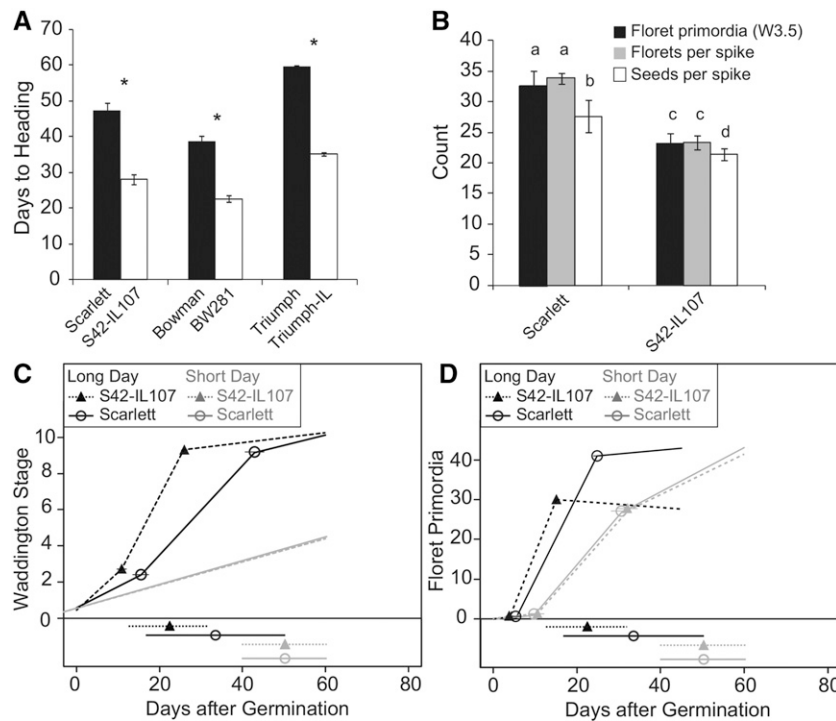 A
70
60
50
40
30
20
10
0
Days to Heading
*
*
*
Scarlett
S42-IL107
Bowman
BW281
Triumph
Triumph-IL
B
Floret primordia (W3.5)
Florets per spike
Seeds per spike
40
35
30
25
20
15
10
5
0
Count
a a b
c c d
Scarlett
S42-IL107
C
Long Day Short Day
S42-IL107 S42-IL107
Scarlett Scarlett
10
8
6
4
2
0
Waddington Stage
0 20 40 60 80
Days after Germination
D
Long Day Short Day
S42-IL107 S42-IL107
Scarlett Scarlett
40
30
20
10
0
Floret Primordia
0 20 40 60 80
Days after Germination